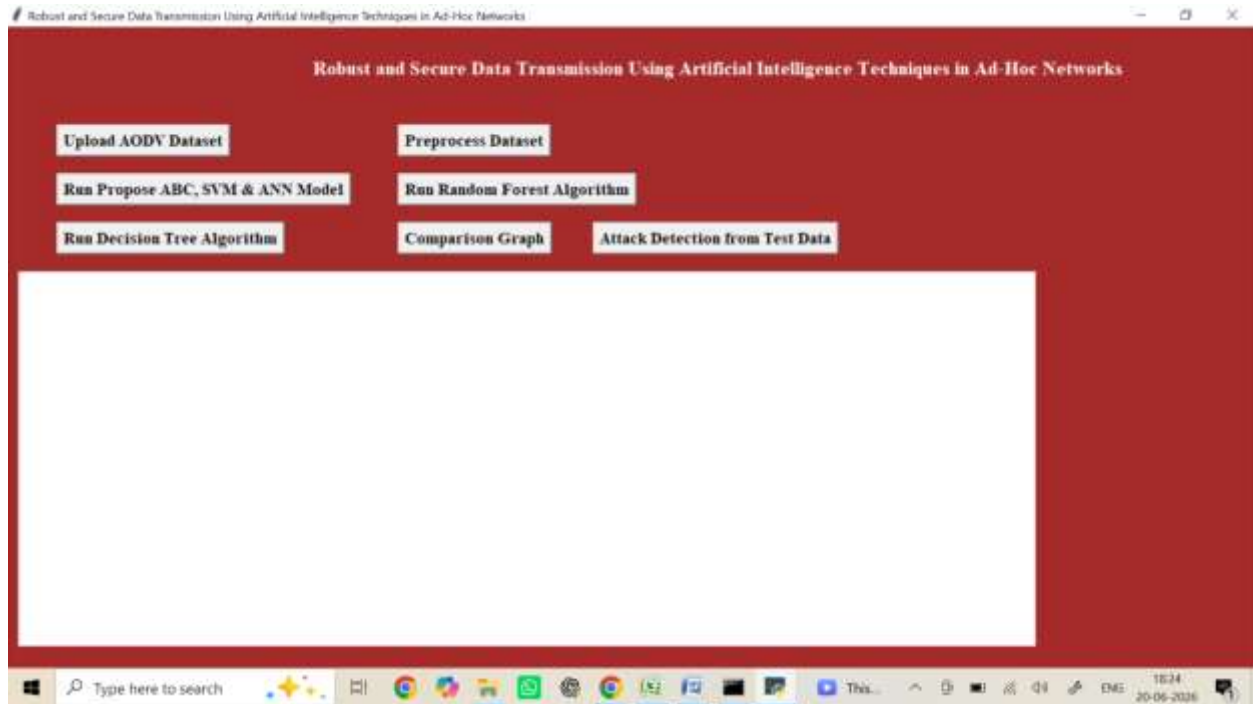 Robust and Secure Data Transmission Using Artificial Intelligence Techniques in Ad-Hoc Networks
Robust and Secure Data Transmission Using Artificial Intelligence Techniques in Ad-Hoc Networks
Upload AODV Dataset
Preprocess Dataset
Run Propose ABC, SVM & ANN Model
Run Random Forest Algorithm
Run Decision Tree Algorithm
Comparison Graph
Attack Detection from Test Data
Type here to search
This...
ENG
18:24
20-06-2026